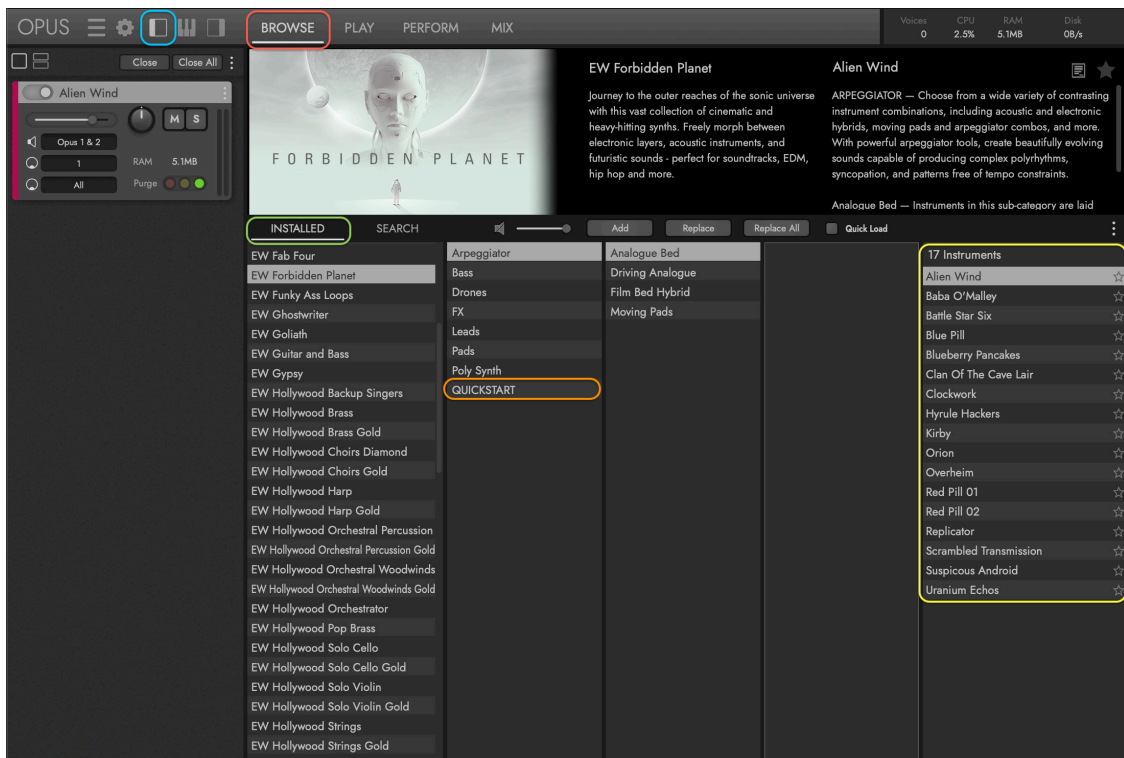 OPUS
BROWSE
PLAY
PERFORM
MIX
Voices
0
CPU
2.5%
RAM
5.1MB
Disk
0B/s
Close
Close All
Alien Wind
M
S
Opus 1 & 2
1
RAM
5.1MB
All
Purge
FORBIDDEN PLANET
EW Forbidden Planet
Journey to the outer reaches of the sonic universe
with this vast collection of cinematic and
heavy-hitting synths. Freely morph between
electronic layers, acoustic instruments, and
futuristic sounds - perfect for soundtracks, EDM,
hip hop and more.
Alien Wind
ARPEGGIATOR — Choose from a wide variety of contrasting
instrument combinations, including acoustic and electronic
hybrids, moving pads and arpeggiator combos, and more.
With powerful arpeggiator tools, create beautifully evolving
sounds capable of producing complex polyrhythms,
syncopation, and patterns free of tempo constraints.
Analogue Bed — Instruments in this sub-category are laid
INSTALLED
SEARCH
Add
Replace
Replace All
Quick Load
EW Fab Four
EW Forbidden Planet
EW Funky Ass Loops
EW Ghostwriter
EW Goliath
EW Guitar and Bass
EW Gypsy
EW Hollywood Backup Singers
EW Hollywood Brass
EW Hollywood Brass Gold
EW Hollywood Choirs Diamond
EW Hollywood Choirs Gold
EW Hollywood Harp
EW Hollywood Harp Gold
EW Hollywood Orchestral Percussion
EW Hollywood Orchestral Percussion Gold
EW Hollywood Orchestral Woodwinds
EW Hollywood Orchestral Woodwinds Gold
EW Hollywood Orchestrator
EW Hollywood Pop Brass
EW Hollywood Solo Cello
EW Hollywood Solo Cello Gold
EW Hollywood Solo Violin
EW Hollywood Solo Violin Gold
EW Hollywood Strings
EW Hollywood Strings Gold
Arpeggiator
Bass
Drones
FX
Leads
Pads
Poly Synth
QUICKSTART
Analogue Bed
Driving Analogue
Film Bed Hybrid
Moving Pads
17 Instruments
Alien Wind
Baba O'Malley
Battle Star Six
Blue Pill
Blueberry Pancakes
Clan Of The Cave Lair
Clockwork
Hyrule Hackers
Kirby
Orion
Overheim
Red Pill 01
Red Pill 02
Replicator
Scrambled Transmission
Suspicous Android
Uranium Echos